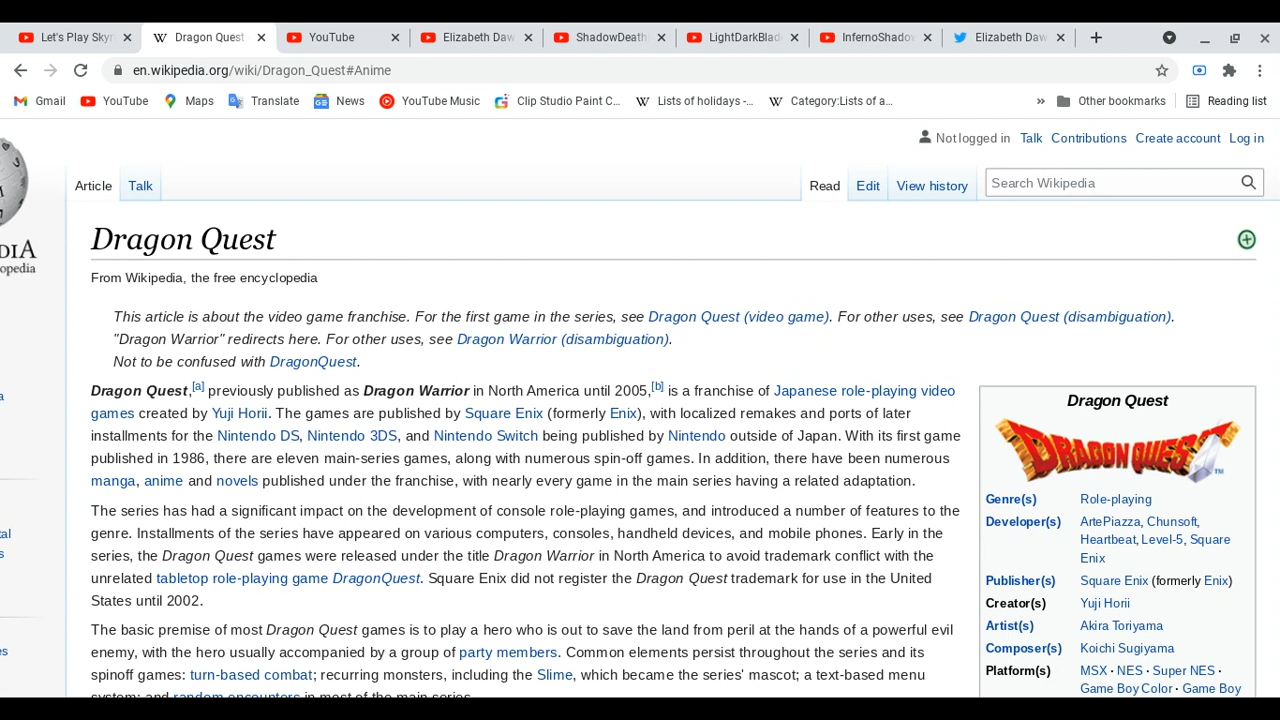 Let's Play Skyr
Dragon Quest
YouTube
Elizabeth Daw
ShadowDeath
LightDarkBlad
InfernoShadow
Elizabeth Daw
en.wikipedia.org/wiki/Dragon_Quest#Anime
Gmail YouTube Maps Translate News YouTube Music Clip Studio Paint C... Lists of holidays -... Category:Lists of a... » Other bookmarks Reading list
Not logged in Talk Contributions Create account Log in
Article Talk Read Edit View history Search Wikipedia
DIA
opedia
Dragon Quest
From Wikipedia, the free encyclopedia
This article is about the video game franchise. For the first game in the series, see Dragon Quest (video game). For other uses, see Dragon Quest (disambiguation).
"Dragon Warrior" redirects here. For other uses, see Dragon Warrior (disambiguation).
Not to be confused with DragonQuest.
Dragon Quest,[a] previously published as Dragon Warrior in North America until 2005,[b] is a franchise of Japanese role-playing video
games created by Yuji Horii. The games are published by Square Enix (formerly Enix), with localized remakes and ports of later
installments for the Nintendo DS, Nintendo 3DS, and Nintendo Switch being published by Nintendo outside of Japan. With its first game
published in 1986, there are eleven main-series games, along with numerous spin-off games. In addition, there have been numerous
manga, anime and novels published under the franchise, with nearly every game in the main series having a related adaptation.
The series has had a significant impact on the development of console role-playing games, and introduced a number of features to the
genre. Installments of the series have appeared on various computers, consoles, handheld devices, and mobile phones. Early in the
series, the Dragon Quest games were released under the title Dragon Warrior in North America to avoid trademark conflict with the
unrelated tabletop role-playing game DragonQuest. Square Enix did not register the Dragon Quest trademark for use in the United
States until 2002.
The basic premise of most Dragon Quest games is to play a hero who is out to save the land from peril at the hands of a powerful evil
enemy, with the hero usually accompanied by a group of party members. Common elements persist throughout the series and its
spinoff games: turn-based combat; recurring monsters, including the Slime, which became the series' mascot; a text-based menu
system; and random encounters in most of the main series.
Dragon Quest
DRAGON QUEST TM
Genre(s) Role-playing
Developer(s) ArtePiazza, Chunsoft,
Heartbeat, Level-5, Square
Enix
Publisher(s) Square Enix (formerly Enix)
Creator(s) Yuji Horii
Artist(s) Akira Toriyama
Composer(s) Koichi Sugiyama
Platform(s) MSX · NES · Super NES ·
Game Boy Color · Game Boy
a
tal
s
es